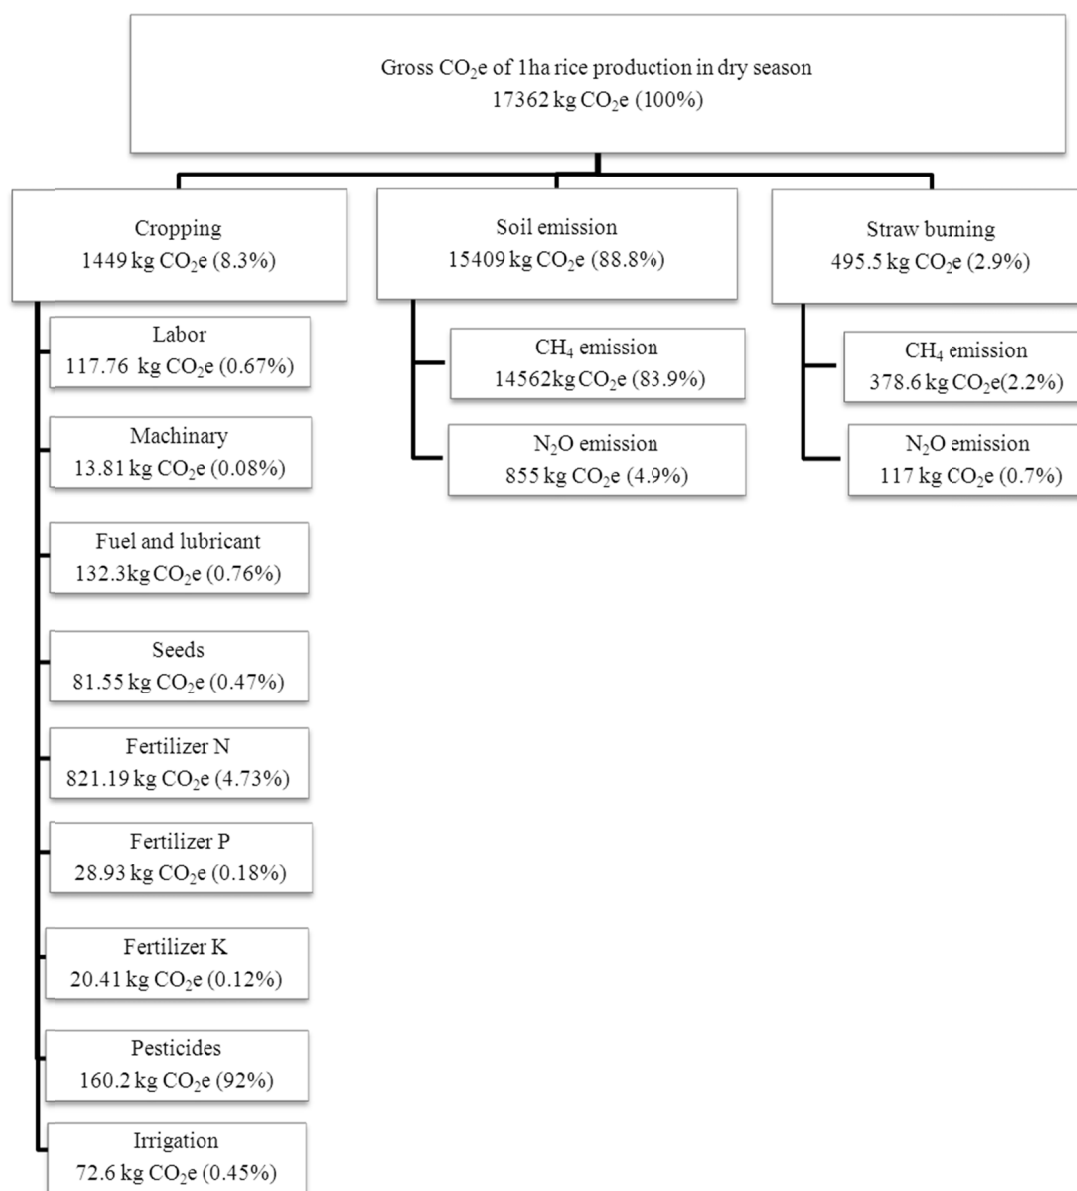 Gross CO₂e of 1ha rice production in dry season
17362 kg CO₂e (100%)
Cropping
1449 kg CO₂e (8.3%)
Soil emission
15409 kg CO₂e (88.8%)
Straw burning
495.5 kg CO₂e (2.9%)
Labor
117.76 kg CO₂e (0.67%)
Machinary
13.81 kg CO₂e (0.08%)
Fuel and lubricant
132.3kg CO₂e (0.76%)
Seeds
81.55 kg CO₂e (0.47%)
Fertilizer N
821.19 kg CO₂e (4.73%)
Fertilizer P
28.93 kg CO₂e (0.18%)
Fertilizer K
20.41 kg CO₂e (0.12%)
Pesticides
160.2 kg CO₂e (92%)
Irrigation
72.6 kg CO₂e (0.45%)
CH₄ emission
14562kg CO₂e (83.9%)
N₂O emission
855 kg CO₂e (4.9%)
CH₄ emission
378.6 kg CO₂e(2.2%)
N₂O emission
117 kg CO₂e (0.7%)